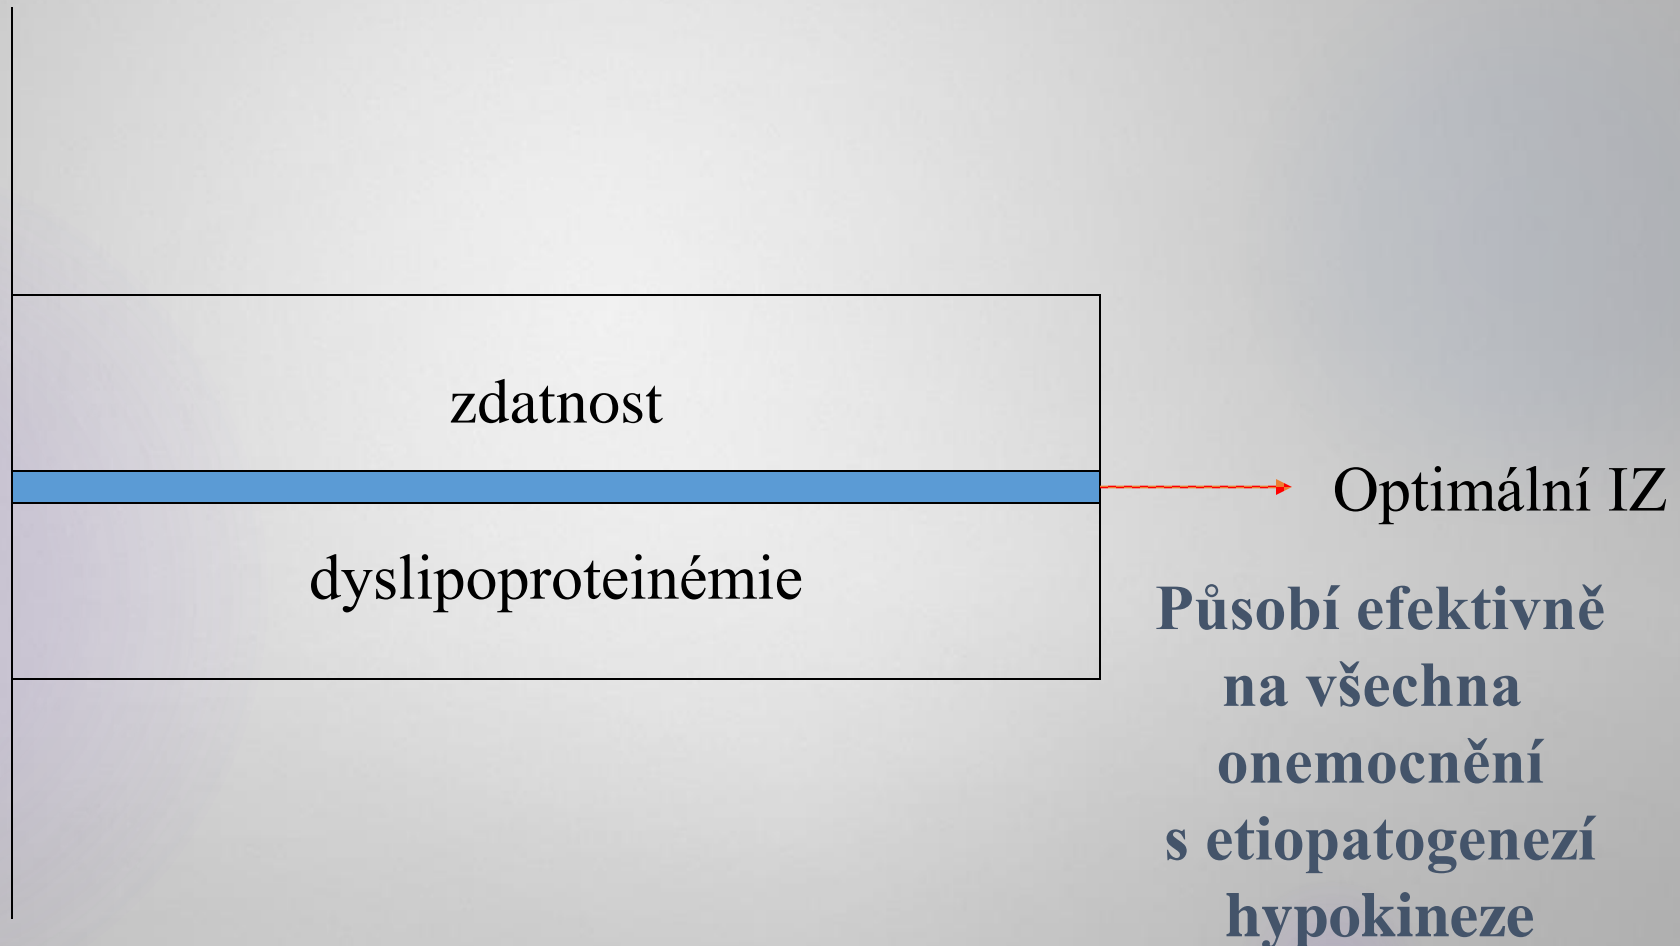 zdatnost
Optimální IZ
dyslipoproteinémie
Působí efektivně
na všechna
onemocnění
s etiopatogenezí
hypokineze